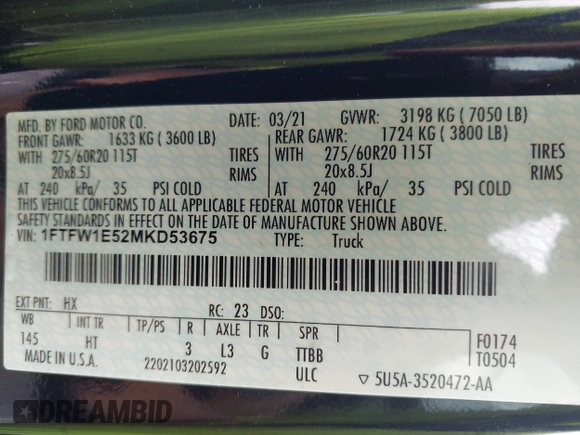 MFD. BY FORD MOTOR CO. DATE: 03/21 GVWR: 3198 KG (7050 LB)
FRONT GAWR: 1633 KG (3600 LB) REAR GAWR: 1724 KG (3800 LB)
WITH 275/60R20 115T TIRES WITH 275/60R20 115T TIRES
20x8.5J RIMS 20x8.5J RIMS
AT 240 kPa/ 35 PSI COLD AT 240 kPa/ 35 PSI COLD
THIS VEHICLE CONFORMS TO ALL APPLICABLE FEDERAL MOTOR VEHICLE
SAFETY STANDARDS IN EFFECT ON THE DATE OF MANUFACTURE SHOWN ABOVE.
VIN: 1FTFW1E52MKD53675 TYPE: Truck
EXT PNT: HX RC: 23 DSO:
WB INT TR TP/PS R AXLE TR SPR F0174
145 HT 3 L3 G TTBB T0504
MADE IN U.S.A. 2202103202592 ULC ▽ 5U5A-3520472-AA
DREAMBID